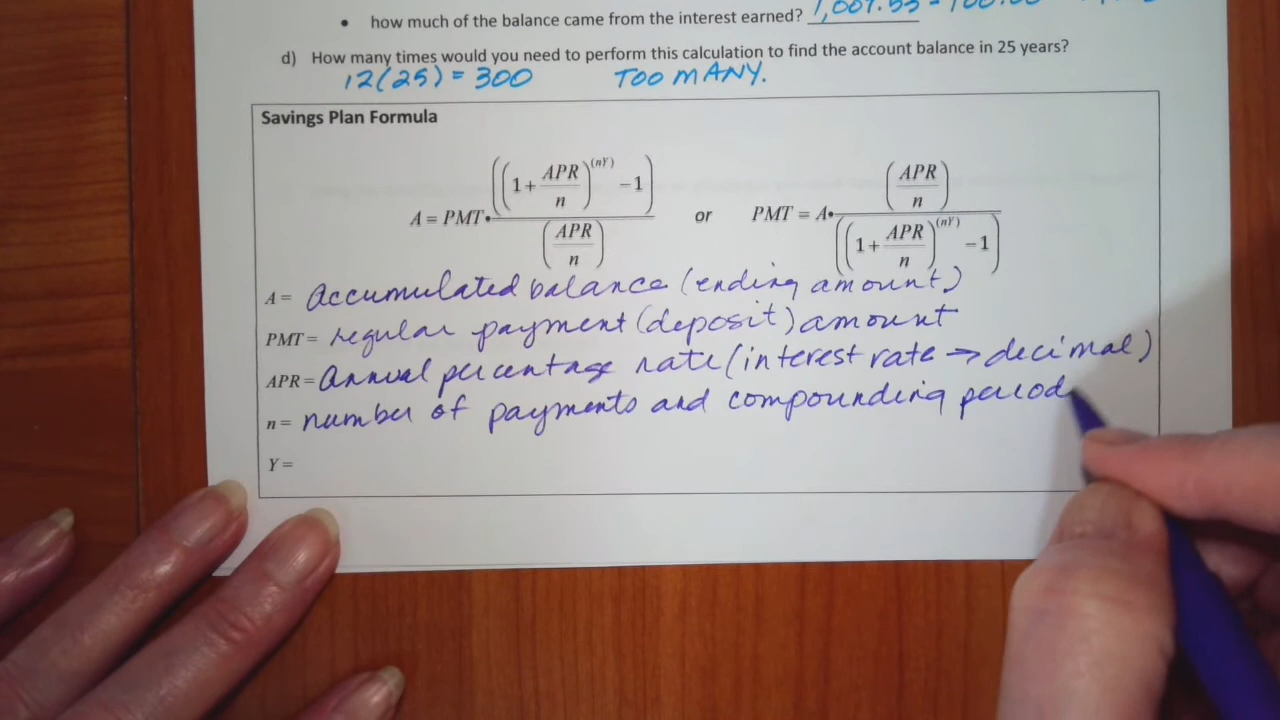 • how much of the balance came from the interest earned?
d) How many times would you need to perform this calculation to find the account balance in 25 years?
12(25) = 300 TOO MANY.
Savings Plan Formula
A = PMT • ((1 + APR/n)^(nY) − 1) / (APR/n) or PMT = A • (APR/n) / ((1 + APR/n)^(nY) − 1)
A = accumulated balance (ending amount)
PMT = regular payment (deposit) amount
APR = annual percentage rate (interest rate → decimal)
n = number of payments and compounding period
Y =